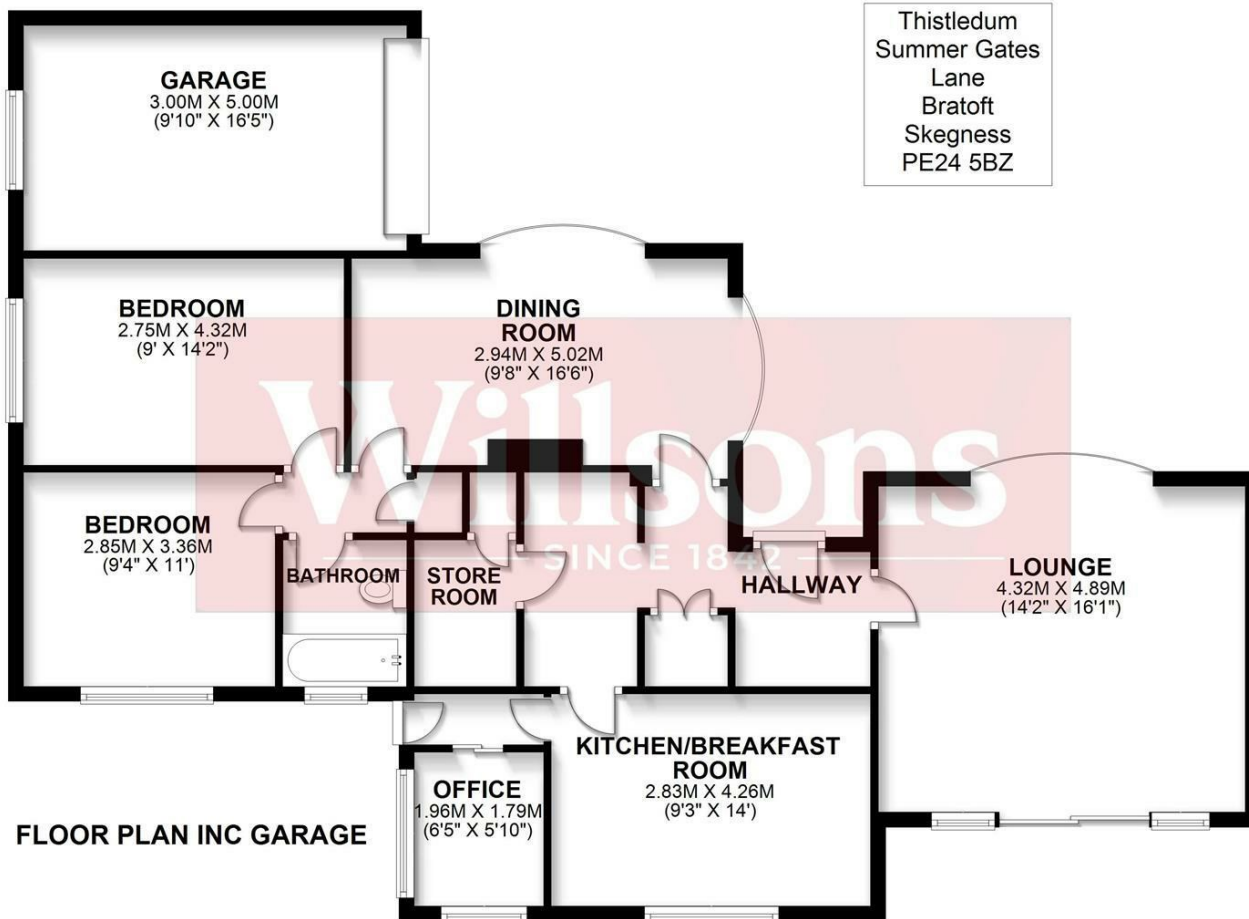 Thistledum
Summer Gates
Lane
Bratoft
Skegness
PE24 5BZ
GARAGE
3.00M X 5.00M
(9'10" X 16'5")
BEDROOM
2.75M X 4.32M
(9' X 14'2")
DINING
ROOM
2.94M X 5.02M
(9'8" X 16'6")
Willsons
SINCE 1842
BEDROOM
2.85M X 3.36M
(9'4" X 11')
BATHROOM
STORE
ROOM
HALLWAY
LOUNGE
4.32M X 4.89M
(14'2" X 16'1")
KITCHEN/BREAKFAST
ROOM
2.83M X 4.26M
(9'3" X 14')
OFFICE
1.96M X 1.79M
(6'5" X 5'10")
FLOOR PLAN INC GARAGE